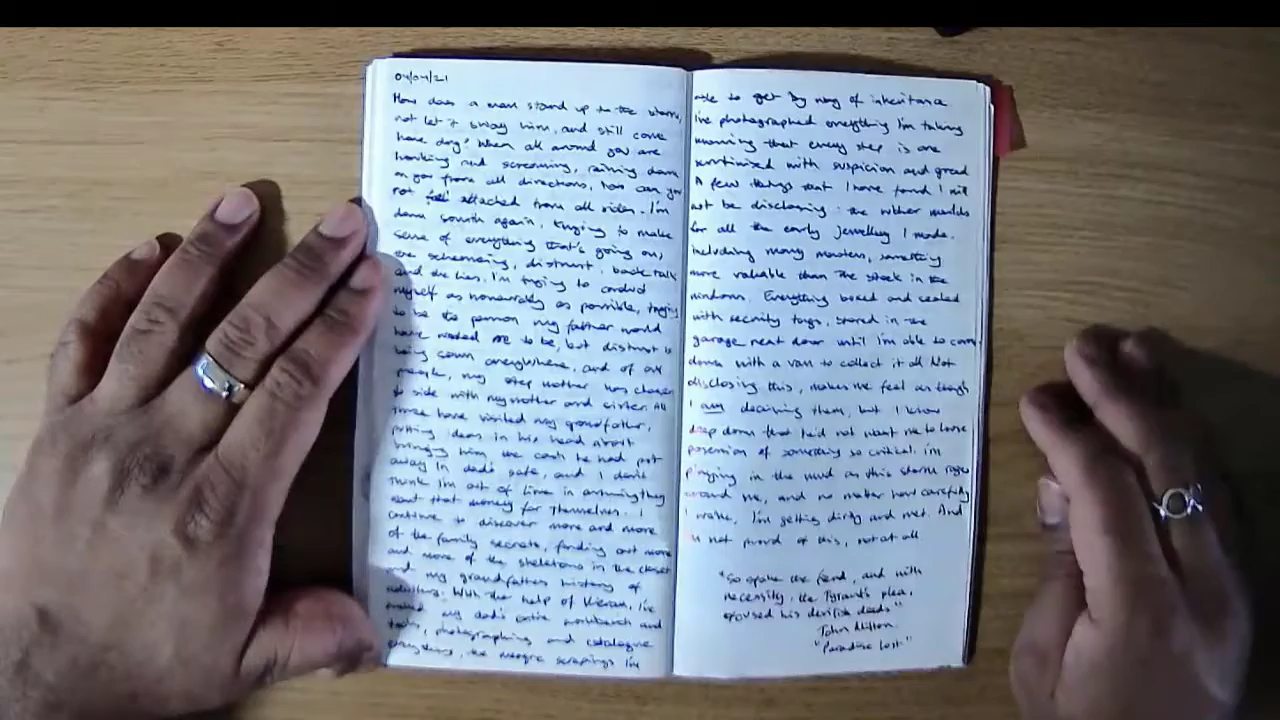 04/04/21
How does a man stand up to the storm,
not let it sway him, and still come
home dry? When all around you are
honking and screaming, raining down
on you from all directions, how can you
not feel attacked from all sides. I'm
down south again, trying to make
sense of everything that's going on,
the scheming, distrust, back talk
and the lies. I'm trying to conduct
myself as honourably as possible, trying
to be the person my father would
have wanted me to be, but distrust is
being sown everywhere, and of all
people, my step mother has chosen
to side with my mother and sister. All
three have visited my grandfather,
putting ideas in his head about
bringing him the cash he had put
away in dad's safe, and I don't
think I'm out of line in assuming they
want that money for themselves. I
continue to discover more and more
of the family secrets, finding out more
and more of the skeletons in the closet
and my grandfathers history of
adultery. With the help of Kieran, I've
my dad's entire workbench and
tools, photographing and catalogue
everything, the meagre scrapings I'm
able to get by way of inheritance
I've photographed everything I'm taking
knowing that every step is are
scrutinised with suspicion and greed
A few things that I have found I will
not be disclosing: the rubber moulds
for all the early jewellery I made.
including many masters, something
more valuable than the stock in the
windows. Everything boxed and sealed
with security tags, stored in the
garage next door until I'm able to come
down with a van to collect it all. Not
disclosing this, makes me feel as though
I am deceiving them, but I know
deep down that he'd not want me to loose
possession of something so critical. I'm
playing in the mud as this storm rages
around me, and no matter how carefully
I wake, I'm getting dirty and wet. And
I'm not proud of this, not at all
"So spoke the fiend, and with
necessity, the Tyrant's plea,
excused his devilish deeds"
John Milton.
"Paradise Lost"